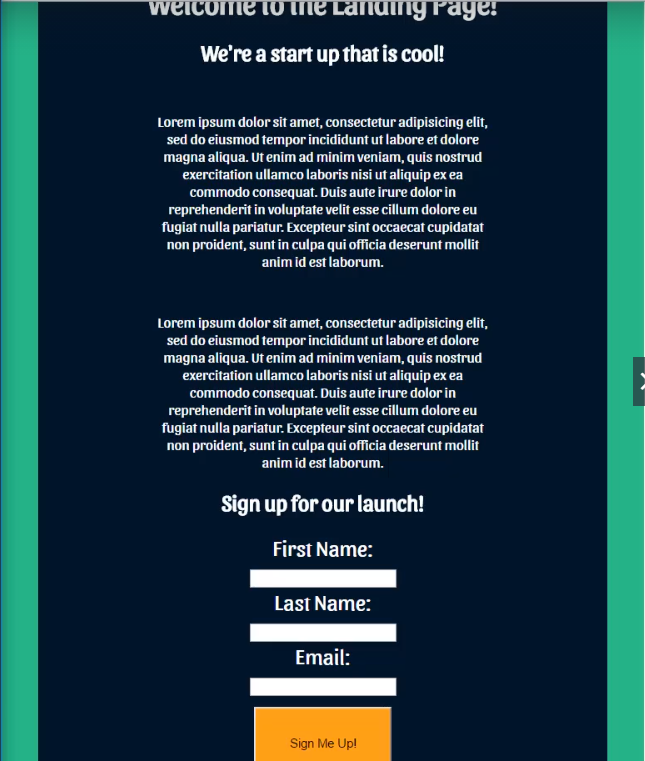 Welcome to the Landing Page!
We're a start up that is cool!
Lorem ipsum dolor sit amet, consectetur adipisicing elit,
sed do eiusmod tempor incididunt ut labore et dolore
magna aliqua. Ut enim ad minim veniam, quis nostrud
exercitation ullamco laboris nisi ut aliquip ex ea
commodo consequat. Duis aute irure dolor in
reprehenderit in voluptate velit esse cillum dolore eu
fugiat nulla pariatur. Excepteur sint occaecat cupidatat
non proident, sunt in culpa qui officia deserunt mollit
anim id est laborum.
Lorem ipsum dolor sit amet, consectetur adipisicing elit,
sed do eiusmod tempor incididunt ut labore et dolore
magna aliqua. Ut enim ad minim veniam, quis nostrud
exercitation ullamco laboris nisi ut aliquip ex ea
commodo consequat. Duis aute irure dolor in
reprehenderit in voluptate velit esse cillum dolore eu
fugiat nulla pariatur. Excepteur sint occaecat cupidatat
non proident, sunt in culpa qui officia deserunt mollit
anim id est laborum.
Sign up for our launch!
First Name:
Last Name:
Email:
Sign Me Up!